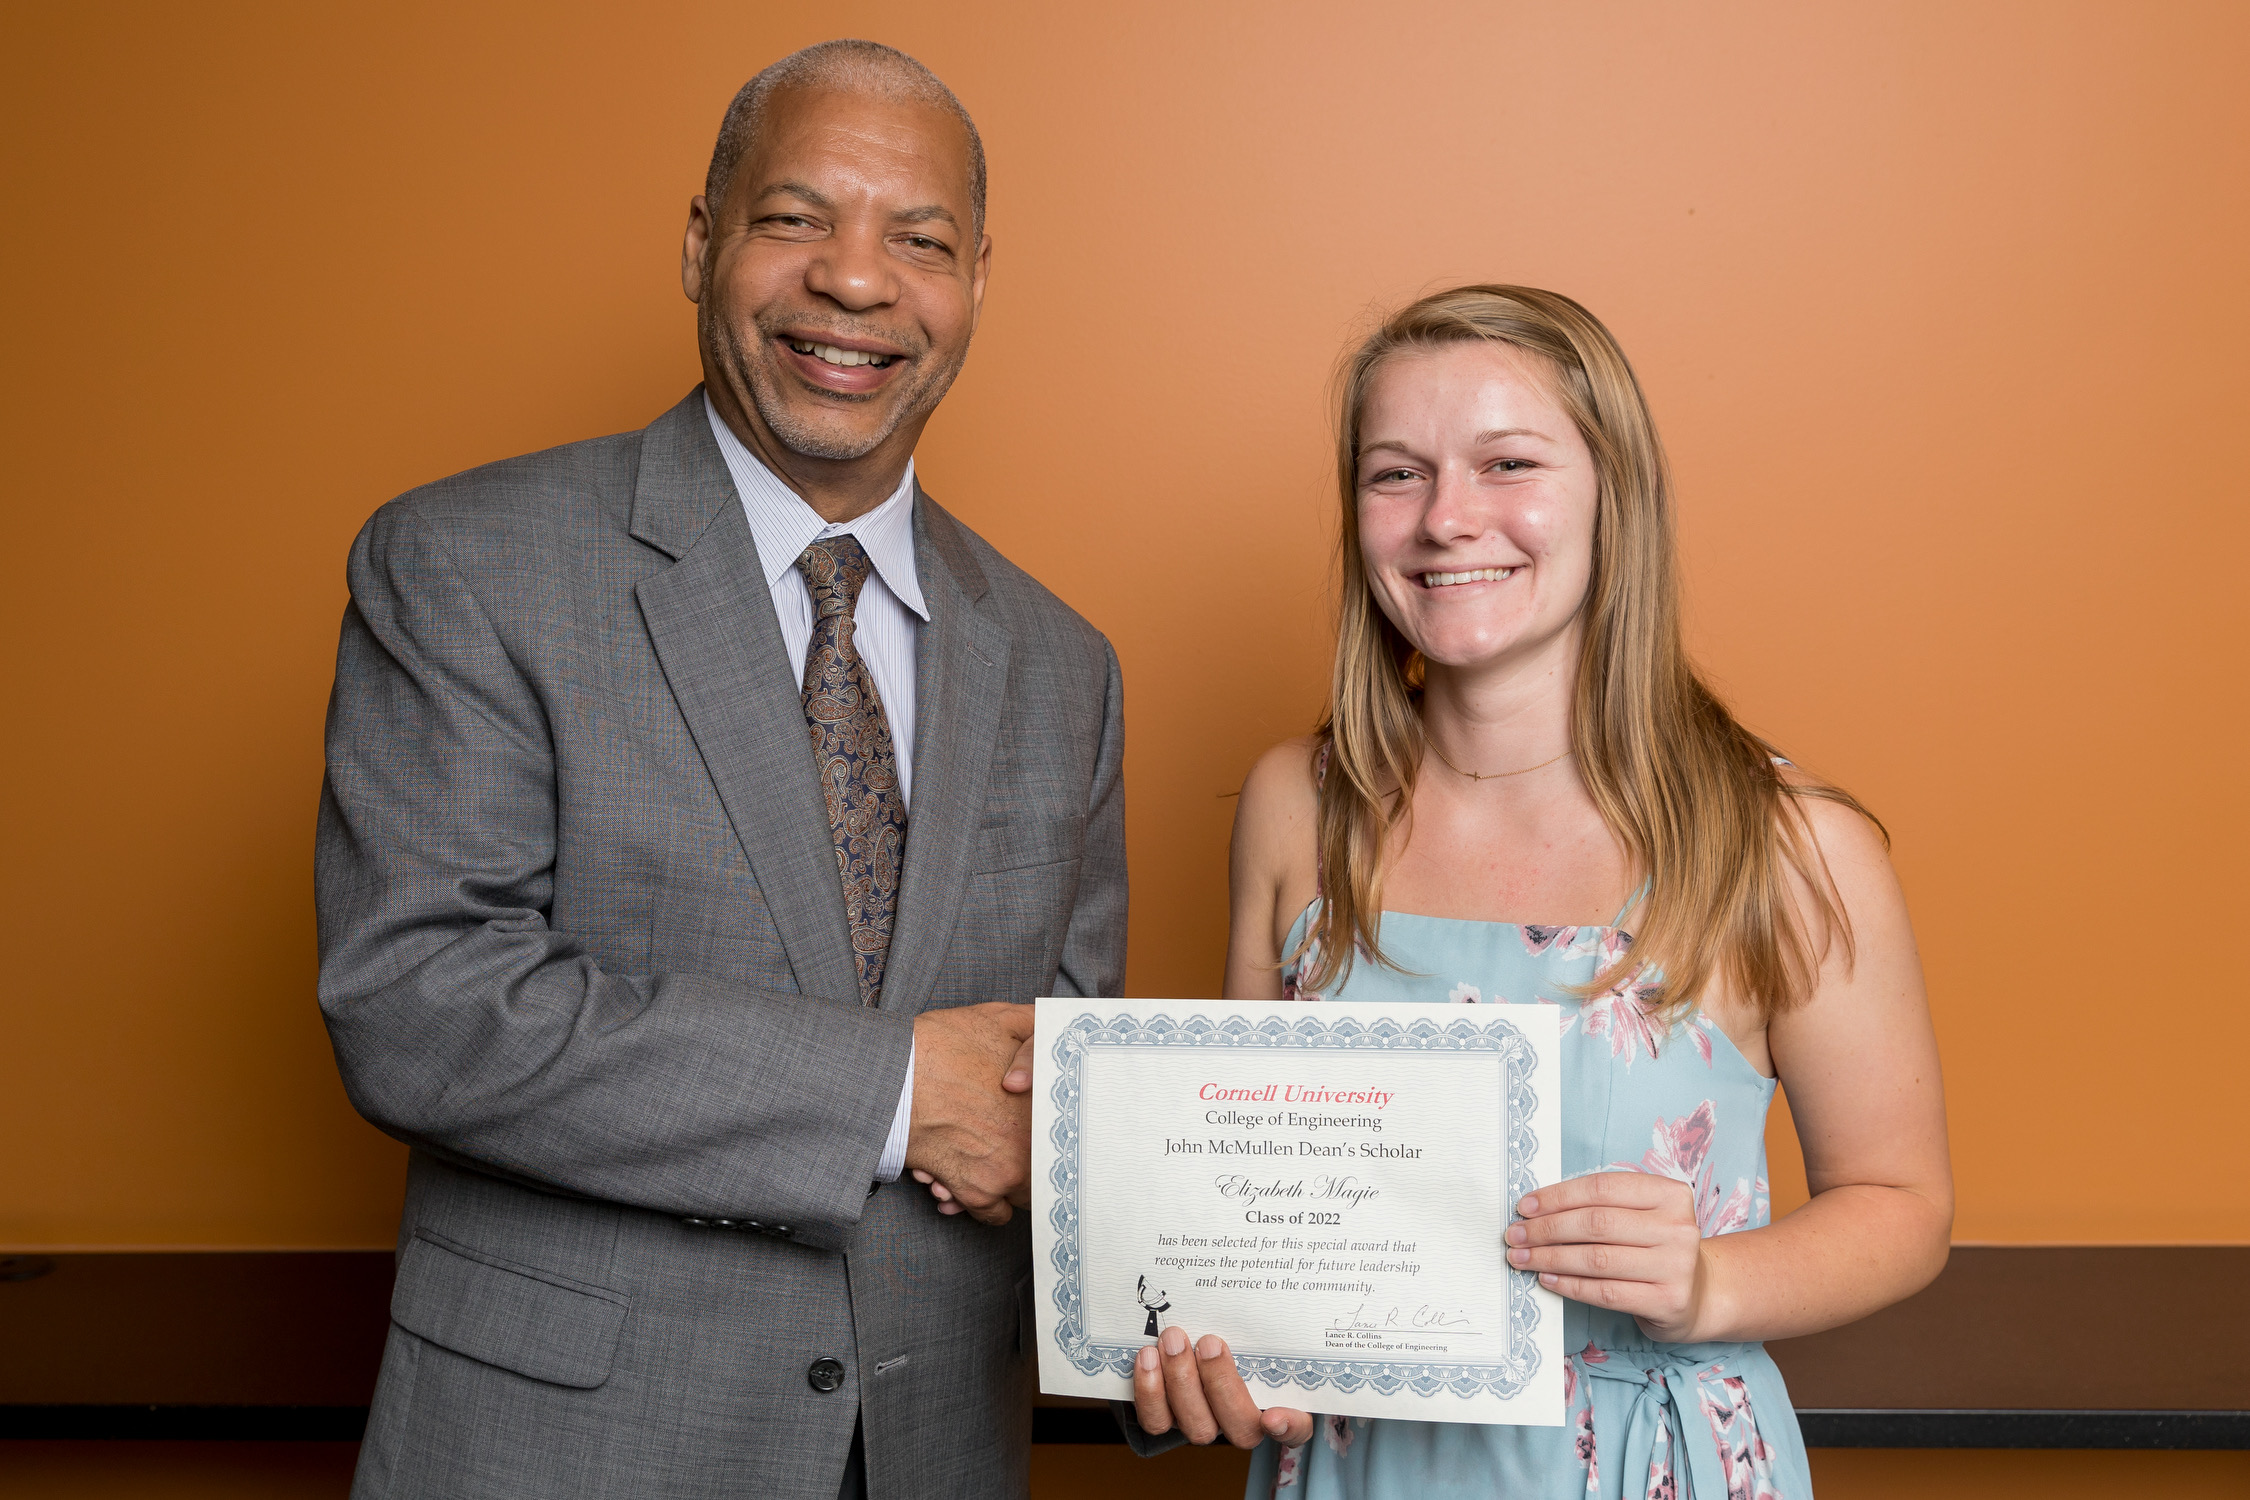 Cornell University
College of Engineering
John McMullen Dean's Scholar
Elizabeth Magie
Class of 2022
has been selected for this special award that
recognizes the potential for future leadership
and service to the community.
Lance R. Colli
Lance R. Collins
Dean of the College of Engineering